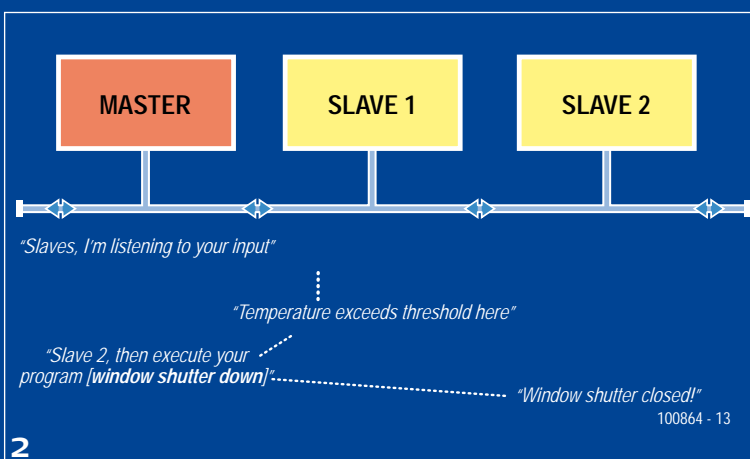 MASTER
SLAVE 1
SLAVE 2
“Slaves, I’m listening to your input”
“Temperature exceeds threshold here”
“Slave 2, then execute your
program [window shutter down]”
“Window shutter closed!”
100864 - 13
2